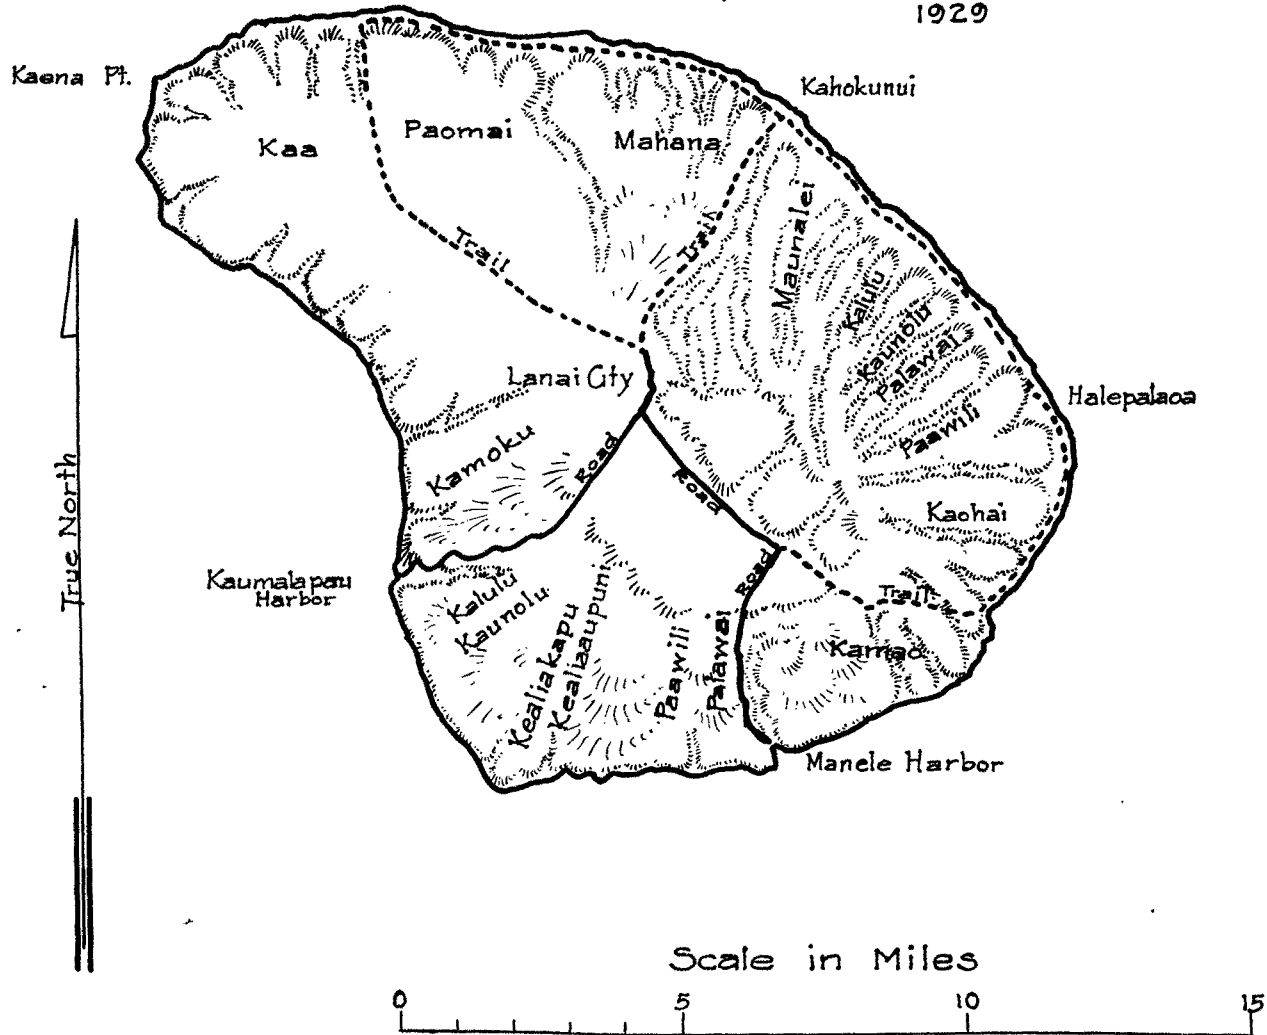 1929
Kaena Pt.
Kahokunui
Kaa
Paomai
Mahana
Maunalei
Trail
Trail
Kalulu
Kaunolu
Palawai
Lanai City
Halepalaoa
Paawili
Kamoku
Road
Road
Kaohai
True North
Kaumalapau
Harbor
Road
Trail
Kalulu
Kaunolu
Kealiakapu
Kealiaaupuni
Paawili
Palawai
Kamao
Manele Harbor
Scale in Miles
0 5 10 15